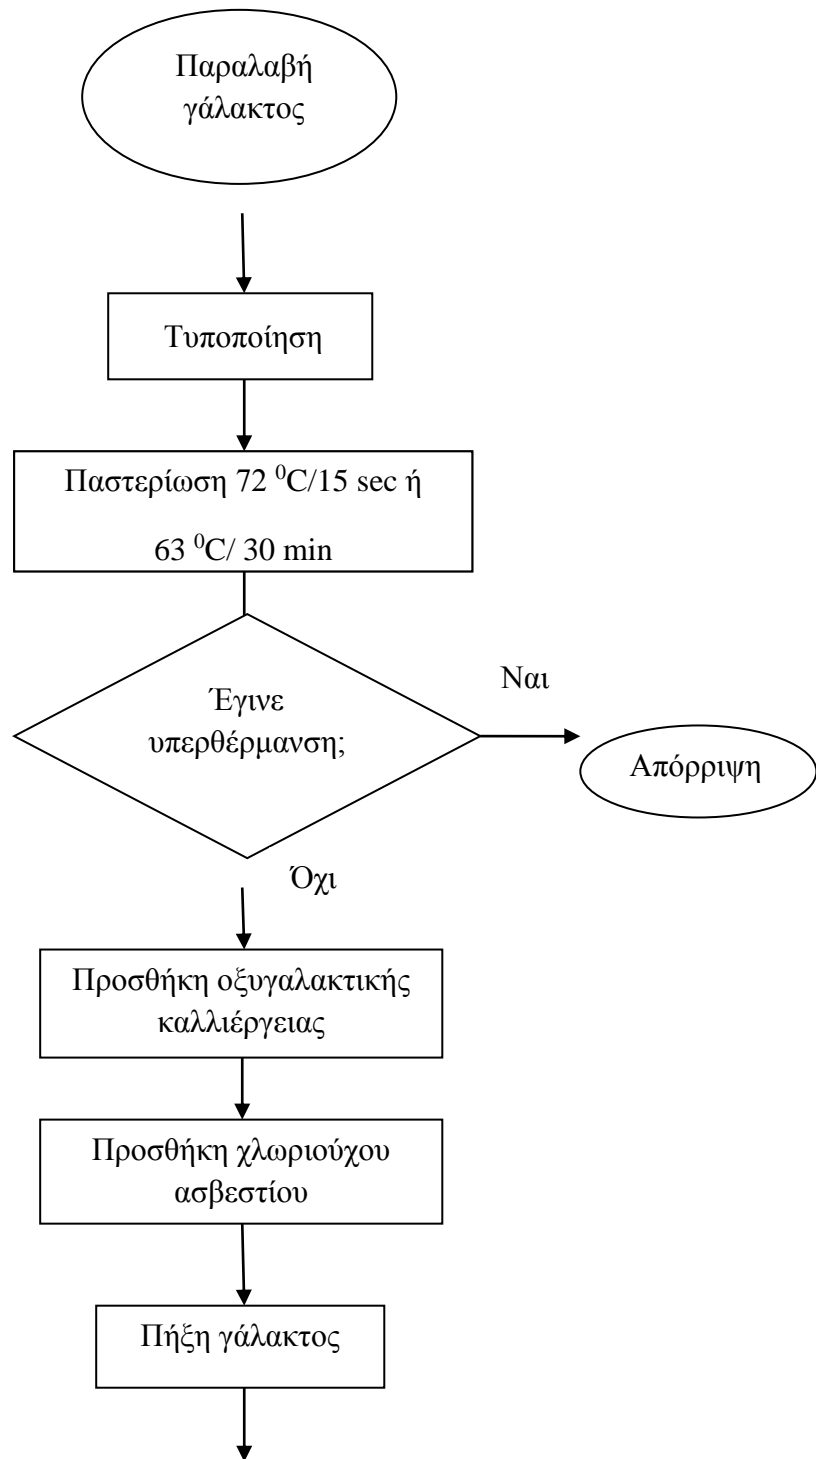 Παραλαβή
γάλακτος
Τυποποίηση
Παστερίωση 72 ⁰C/15 sec ή
63 ⁰C/ 30 min
Έγινε
υπερθέρμανση;
Ναι
Απόρριψη
Όχι
Προσθήκη οξυγαλακτικής
καλλιέργειας
Προσθήκη χλωριούχου
ασβεστίου
Πήξη γάλακτος